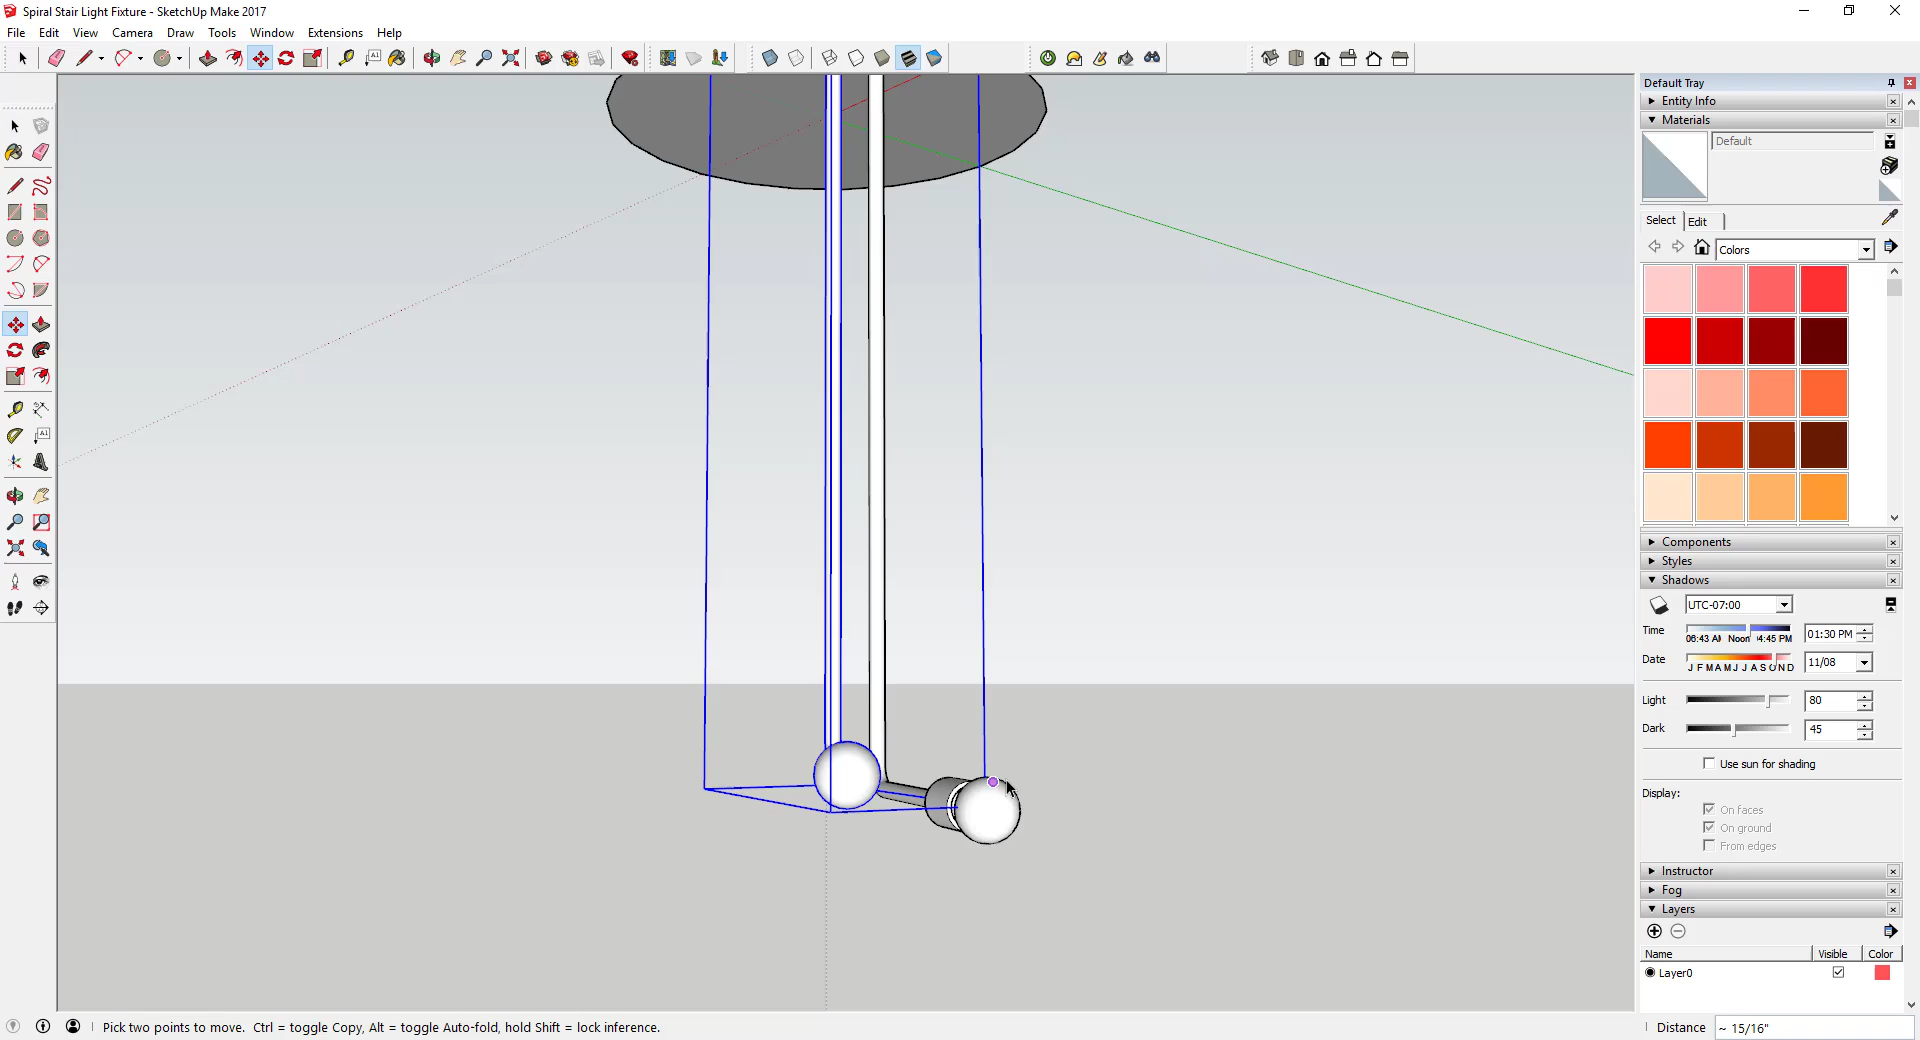 Spiral Stair Light Fixture - SketchUp Make 2017
File Edit View Camera Draw Tools Window Extensions Help
Default Tray
Entity Info
Materials
Default
Select Edit
Colors
Components
Styles
Shadows
UTC-07:00
Time 06:43 AM Noon 04:45 PM 01:30 PM
Date J F M A M J J A S O N D 11/08
Light 80
Dark 45
Use sun for shading
Display:
On faces
On ground
From edges
Instructor
Fog
Layers
Name Visible Color
Layer0
Pick two points to move. Ctrl = toggle Copy, Alt = toggle Auto-fold, hold Shift = lock inference.
Distance ~ 15/16"